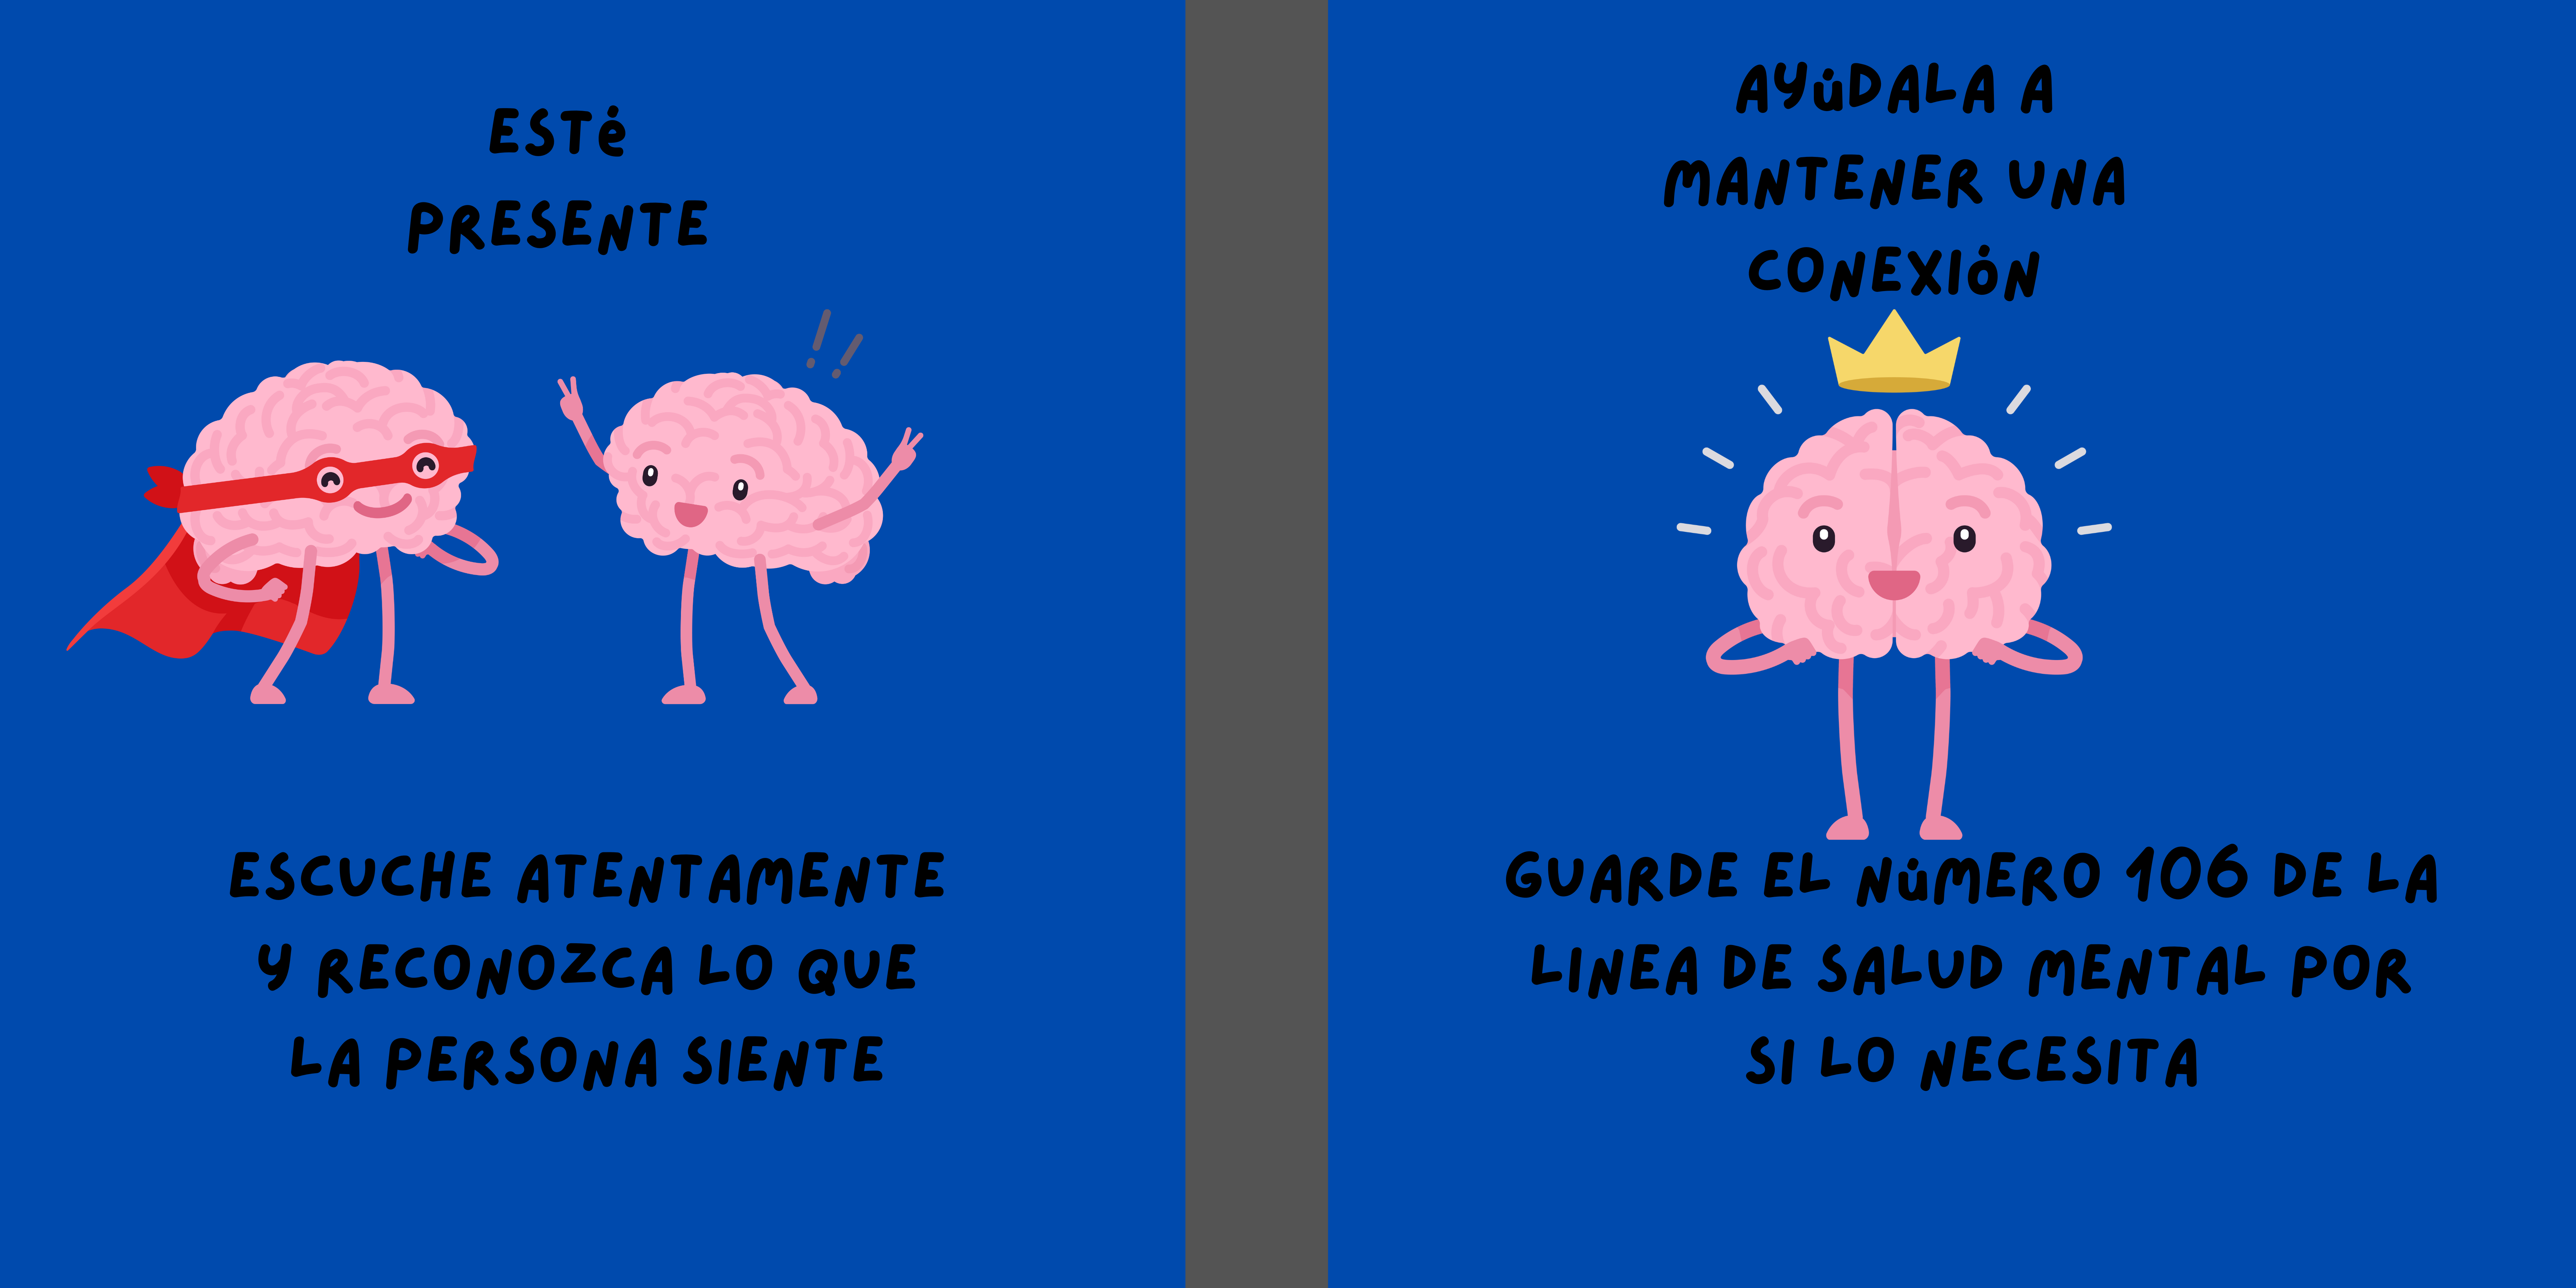 ESTé
PRESENTE
ESCUCHE ATENTAMENTE
Y RECONOZCA LO QUE
LA PERSONA SIENTE
AYúDALA A
MANTENER UNA
CONEXIóN
GUARDE EL NúMERO 106 DE LA
LINEA DE SALUD MENTAL POR
SI LO NECESITA